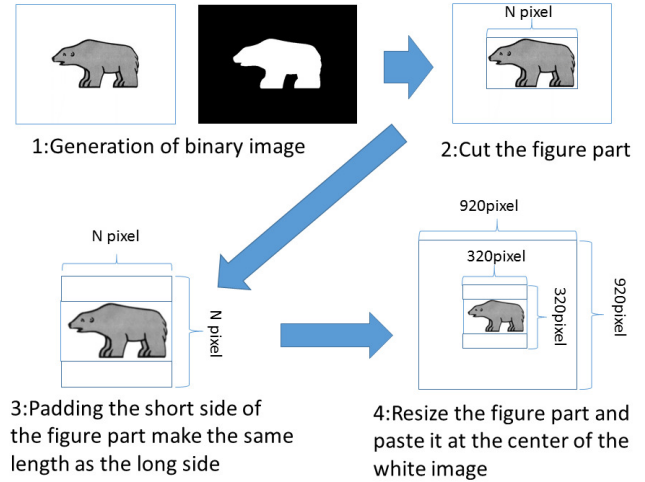 1:Generation of binary image
N pixel
2:Cut the figure part
N pixel
N pixel
3:Padding the short side of
the figure part make the same
length as the long side
920pixel
320pixel
320pixel
920pixel
4:Resize the figure part and
paste it at the center of the
white image